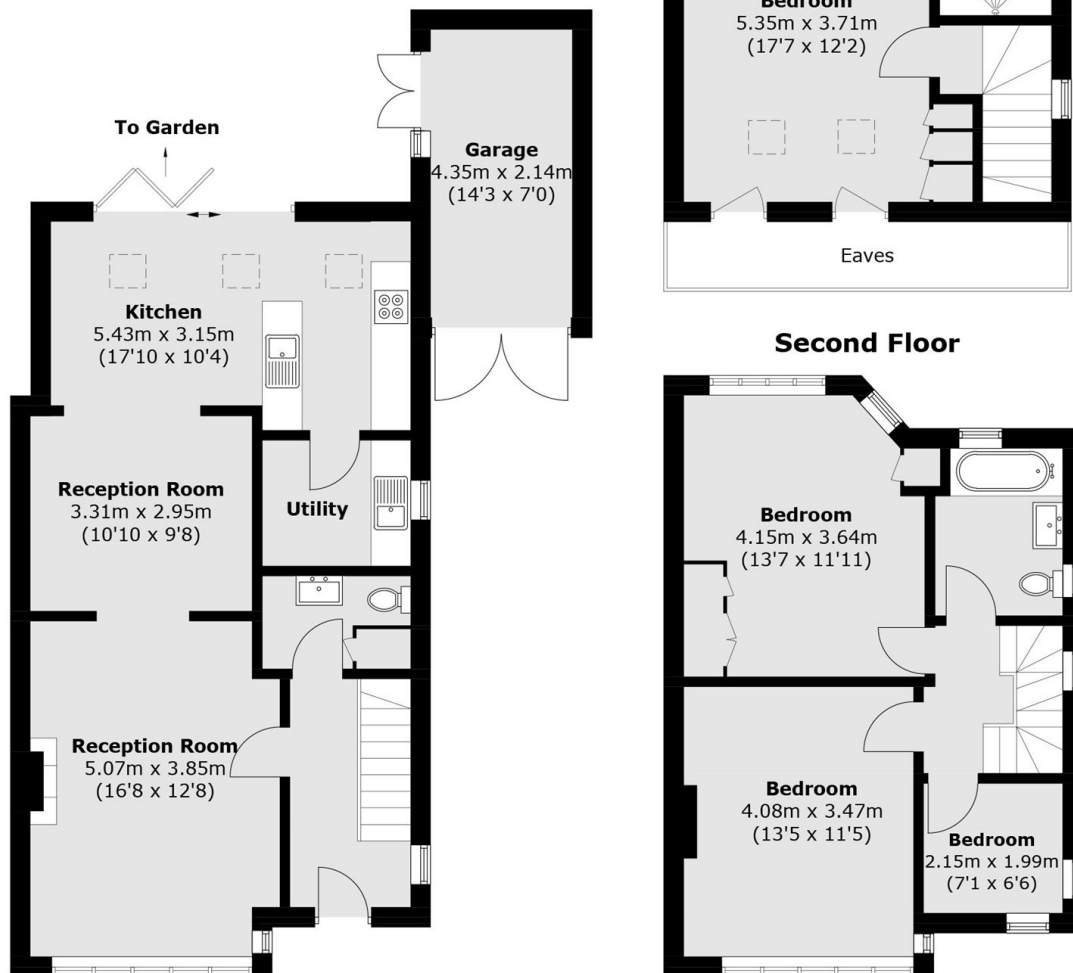 To Garden
Garage
4.35m x 2.14m
(14'3 x 7'0)
Kitchen
5.43m x 3.15m
(17'10 x 10'4)
Reception Room
3.31m x 2.95m
(10'10 x 9'8)
Utility
Reception Room
5.07m x 3.85m
(16'8 x 12'8)
Bedroom
5.35m x 3.71m
(17'7 x 12'2)
Eaves
Second Floor
Bedroom
4.15m x 3.64m
(13'7 x 11'11)
Bedroom
4.08m x 3.47m
(13'5 x 11'5)
Bedroom
2.15m x 1.99m
(7'1 x 6'6)